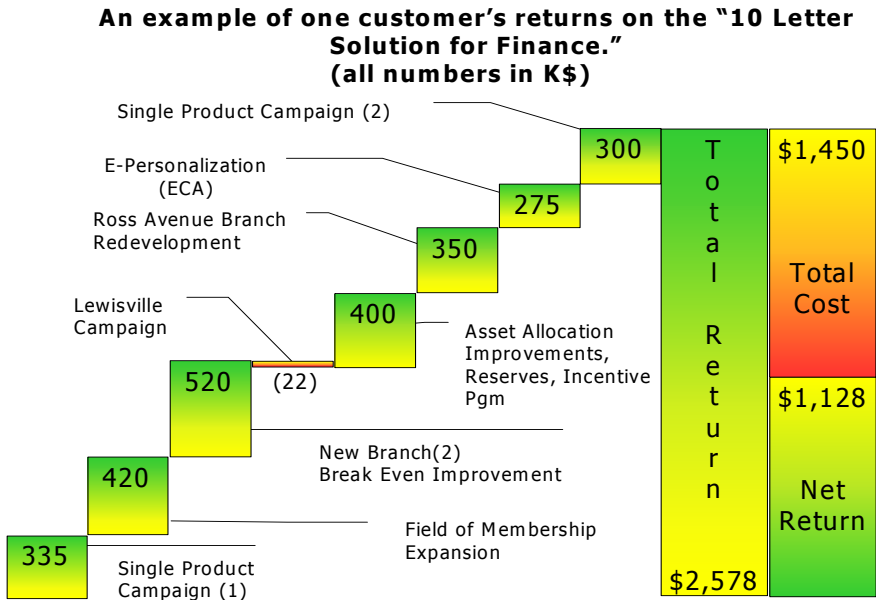 An example of one customer's returns on the “10 Letter
Solution for Finance.”
(all numbers in K$)
Single Product Campaign (2)
300
E-Personalization
(ECA)
275
Ross Avenue Branch
Redevelopment
350
Lewisville
Campaign
(22)
400
Asset Allocation
Improvements,
Reserves, Incentive
Pgm
520
New Branch(2)
Break Even Improvement
420
Field of Membership
Expansion
335
Single Product
Campaign (1)
Total Return
$2,578
$1,450
Total
Cost
$1,128
Net
Return